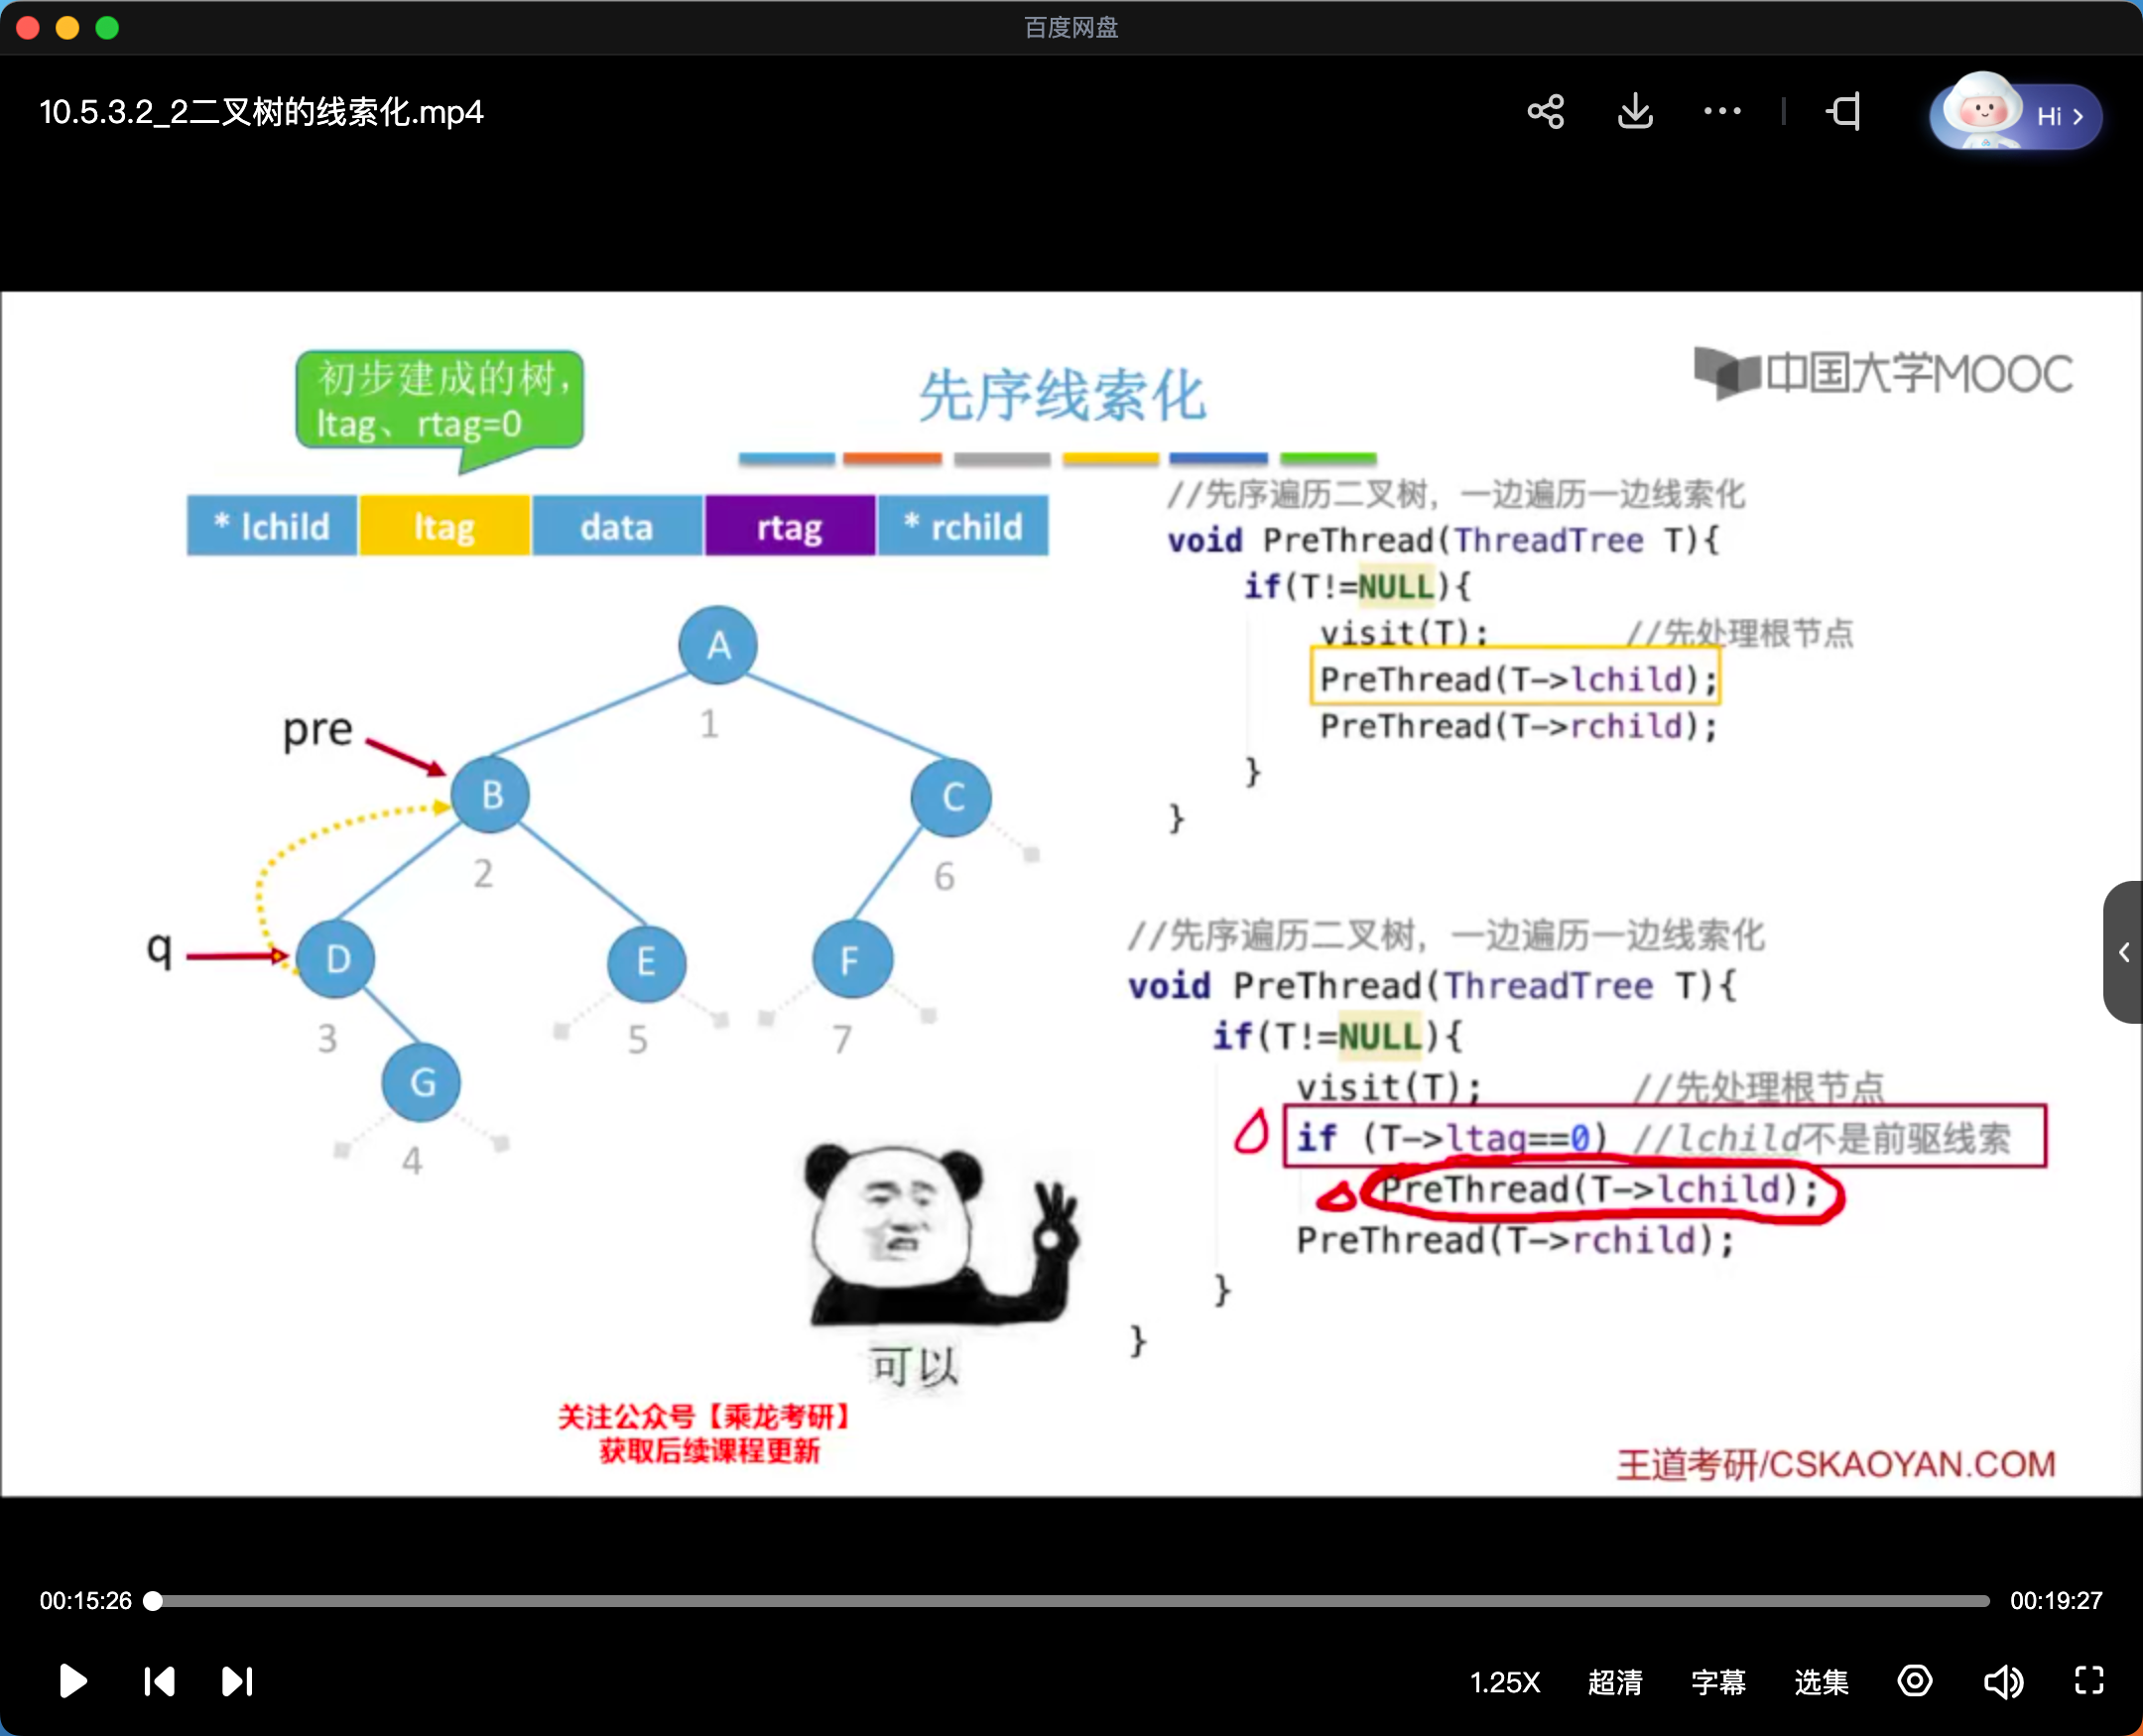 百度网盘
10.5.3.2_2二叉树的线索化.mp4
Hi >
初步建成的树，
ltag、rtag=0
先序线索化
中国大学MOOC
* lchild
ltag
data
rtag
* rchild
//先序遍历二叉树，一边遍历一边线索化
void PreThread(ThreadTree T){
if(T!=NULL){
visit(T); //先处理根节点
PreThread(T->lchild);
PreThread(T->rchild);
}
}
A
1
pre
B
2
C
6
q
D
3
E
5
F
7
G
4
//先序遍历二叉树，一边遍历一边线索化
void PreThread(ThreadTree T){
if(T!=NULL){
visit(T); //先处理根节点
if (T->ltag==0) //lchild不是前驱线索
PreThread(T->lchild);
PreThread(T->rchild);
}
}
可以
关注公众号【乘龙考研】
获取后续课程更新
王道考研/CSKAOYAN.COM
00:15:26
00:19:27
1.25X
超清
字幕
选集